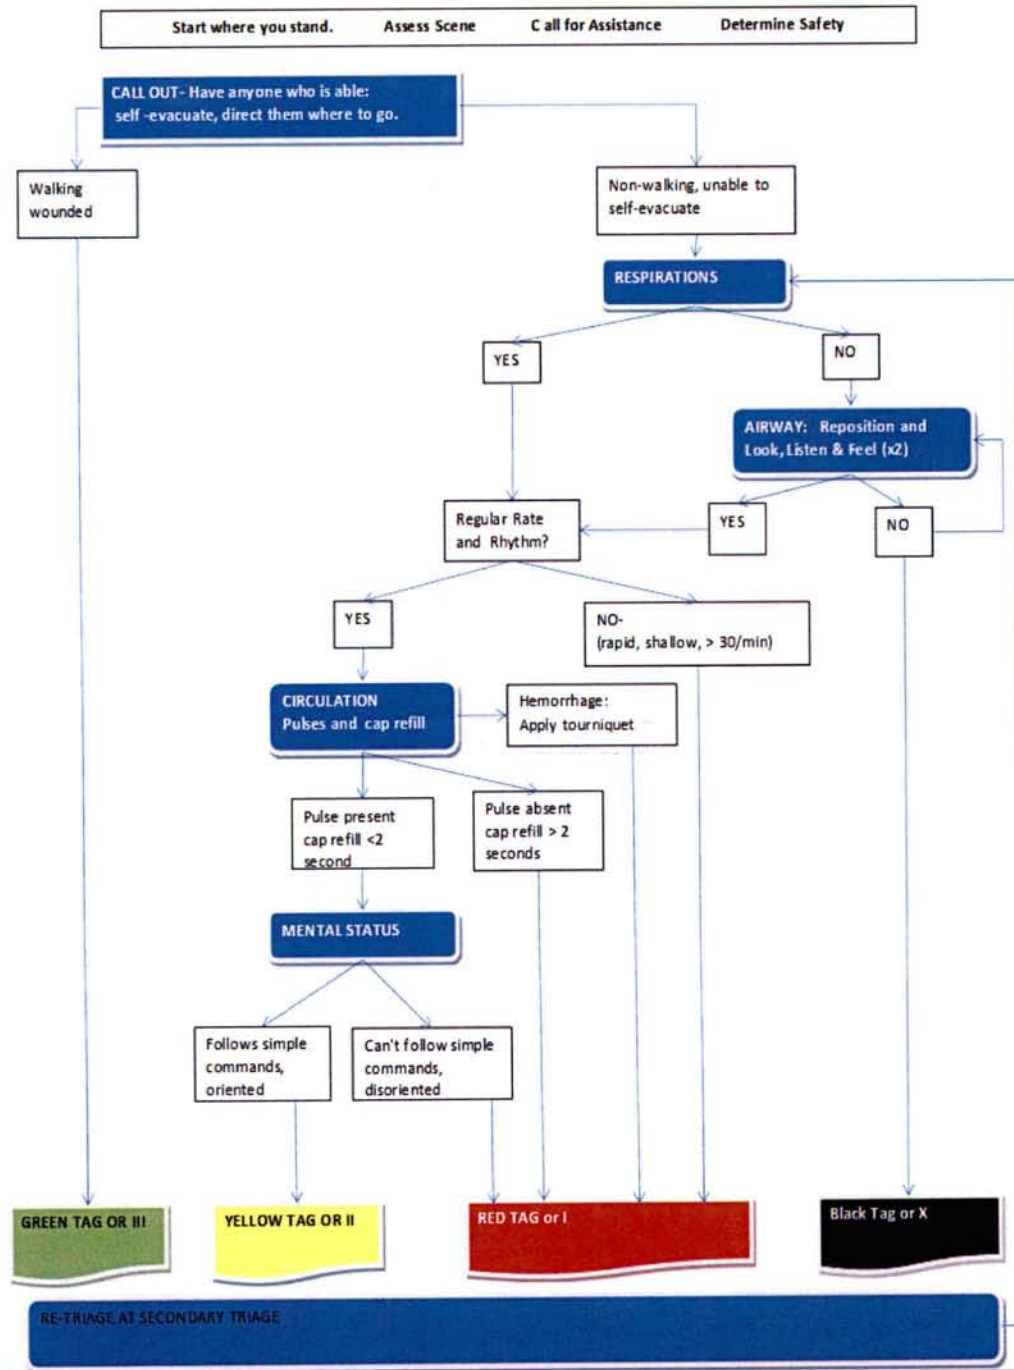 Start where you stand. Assess Scene C all for Assistance Determine Safety
CALL OUT- Have anyone who is able:
self -evacuate, direct them where to go.
Walking
wounded
Non-walking, unable to
self-evacuate
RESPIRATIONS
YES
NO
AIRWAY: Reposition and
Look, Listen & Feel (x2)
Regular Rate
and Rhythm?
YES
NO
YES
NO-
(rapid, shallow, > 30/min)
CIRCULATION
Pulses and cap refill
Hemorrhage:
Apply tourniquet
Pulse present
cap refill <2
second
Pulse absent
cap refill > 2
seconds
MENTAL STATUS
Follows simple
commands,
oriented
Can't follow simple
commands,
disoriented
GREEN TAG OR III
YELLOW TAG OR II
RED TAG or I
Black Tag or X
RE-TRIAGE AT SECONDARY TRIAGE